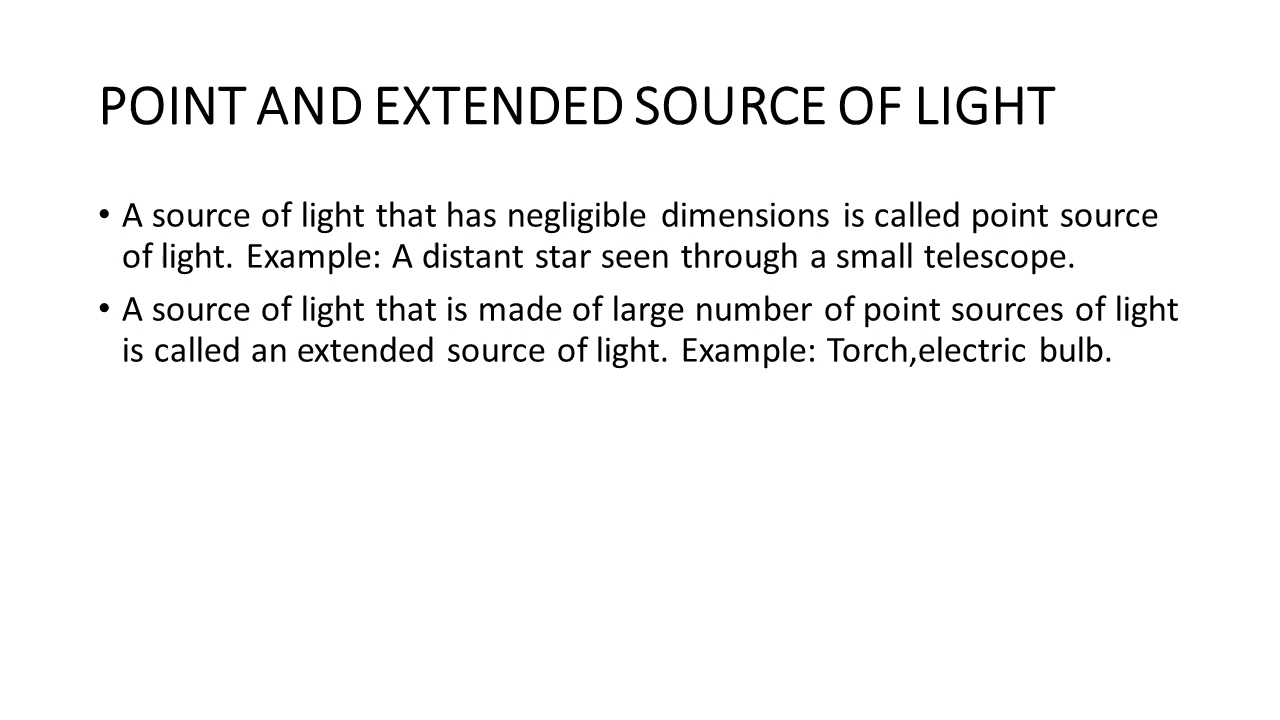 POINT AND EXTENDED SOURCE OF LIGHT
• A source of light that has negligible dimensions is called point source
of light. Example: A distant star seen through a small telescope.
• A source of light that is made of large number of point sources of light
is called an extended source of light. Example: Torch,electric bulb.